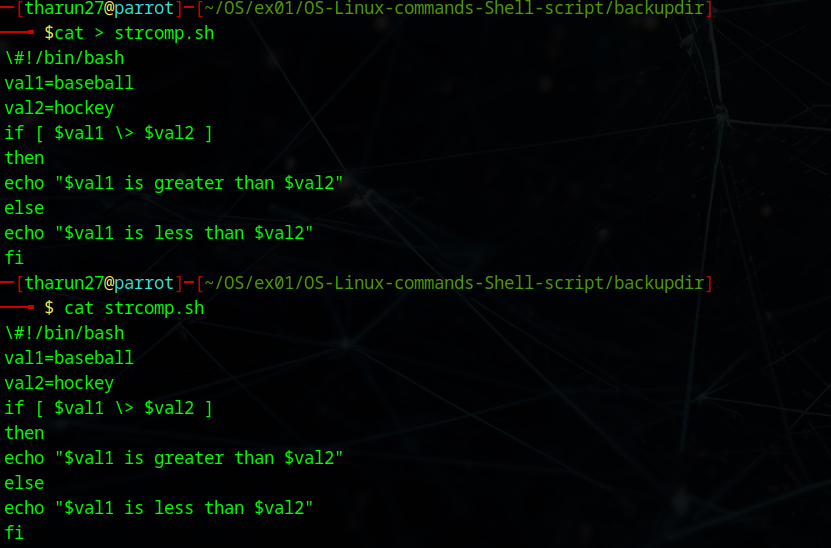 ─[tharun27@parrot]─[~/OS/ex01/OS-Linux-commands-Shell-script/backupdir]
──╼ $cat > strcomp.sh
\#!/bin/bash
val1=baseball
val2=hockey
if [ $val1 \> $val2 ]
then
echo "$val1 is greater than $val2"
else
echo "$val1 is less than $val2"
fi
─[tharun27@parrot]─[~/OS/ex01/OS-Linux-commands-Shell-script/backupdir]
──╼ $ cat strcomp.sh
\#!/bin/bash
val1=baseball
val2=hockey
if [ $val1 \> $val2 ]
then
echo "$val1 is greater than $val2"
else
echo "$val1 is less than $val2"
fi